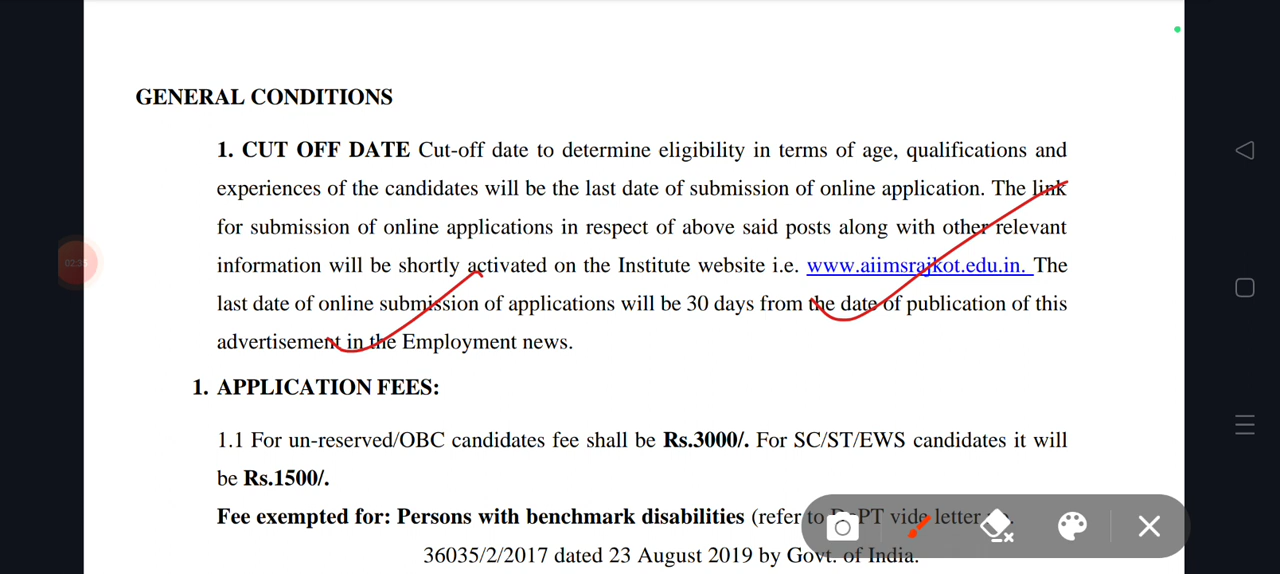 GENERAL CONDITIONS
1. CUT OFF DATE Cut-off date to determine eligibility in terms of age, qualifications and
experiences of the candidates will be the last date of submission of online application. The link
for submission of online applications in respect of above said posts along with other relevant
information will be shortly activated on the Institute website i.e. www.aiimsrajkot.edu.in. The
last date of online submission of applications will be 30 days from the date of publication of this
advertisement in the Employment news.
1. APPLICATION FEES:
1.1 For un-reserved/OBC candidates fee shall be Rs.3000/. For SC/ST/EWS candidates it will
be Rs.1500/.
Fee exempted for: Persons with benchmark disabilities (refer to PT vide letter
36035/2/2017 dated 23 August 2019 by Govt. of India.